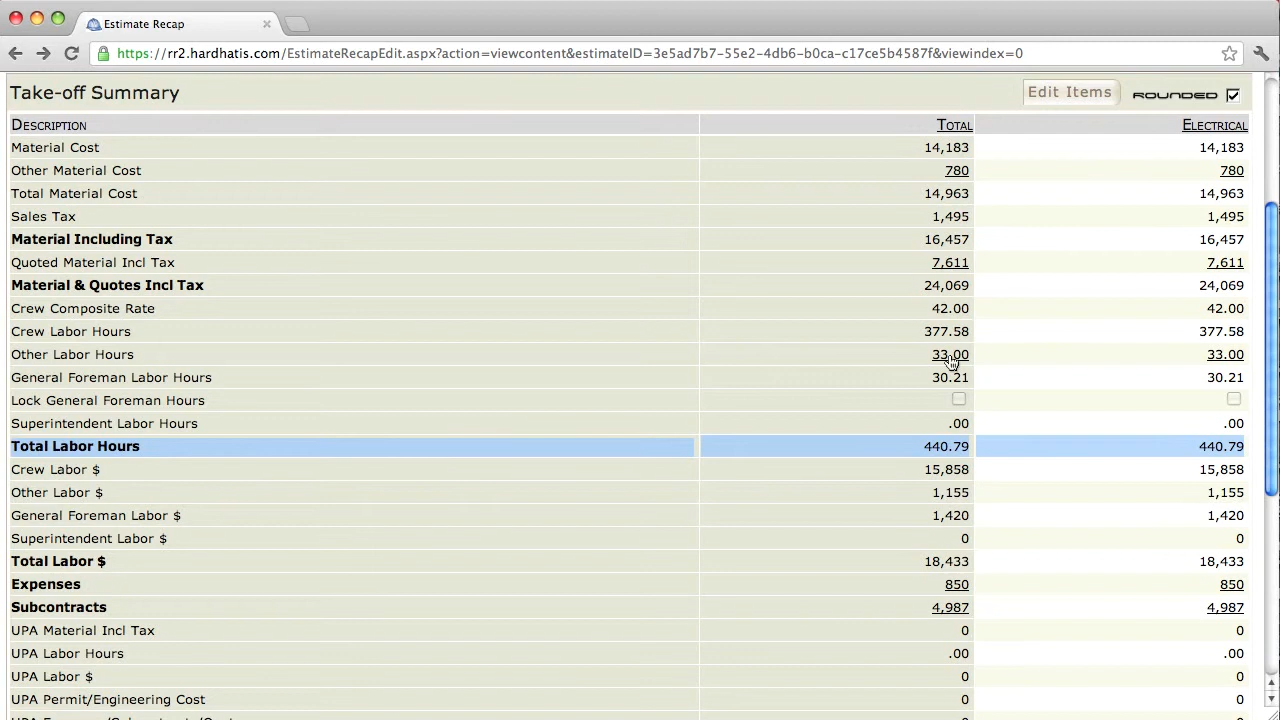 Estimate Recap
https://rr2.hardhatis.com/EstimateRecapEdit.aspx?action=viewcontent&estimateID=3e5ad7b7-55e2-4db6-b0ca-c17ce5b4587f&viewindex=0
Take-off Summary Edit Items ROUNDED
DESCRIPTION TOTAL ELECTRICAL
Material Cost 14,183 14,183
Other Material Cost 780 780
Total Material Cost 14,963 14,963
Sales Tax 1,495 1,495
Material Including Tax 16,457 16,457
Quoted Material Incl Tax 7,611 7,611
Material & Quotes Incl Tax 24,069 24,069
Crew Composite Rate 42.00 42.00
Crew Labor Hours 377.58 377.58
Other Labor Hours 33.00 33.00
General Foreman Labor Hours 30.21 30.21
Lock General Foreman Hours
Superintendent Labor Hours .00 .00
Total Labor Hours 440.79 440.79
Crew Labor $ 15,858 15,858
Other Labor $ 1,155 1,155
General Foreman Labor $ 1,420 1,420
Superintendent Labor $ 0 0
Total Labor $ 18,433 18,433
Expenses 850 850
Subcontracts 4,987 4,987
UPA Material Incl Tax 0 0
UPA Labor Hours .00 .00
UPA Labor $ 0 0
UPA Permit/Engineering Cost 0 0